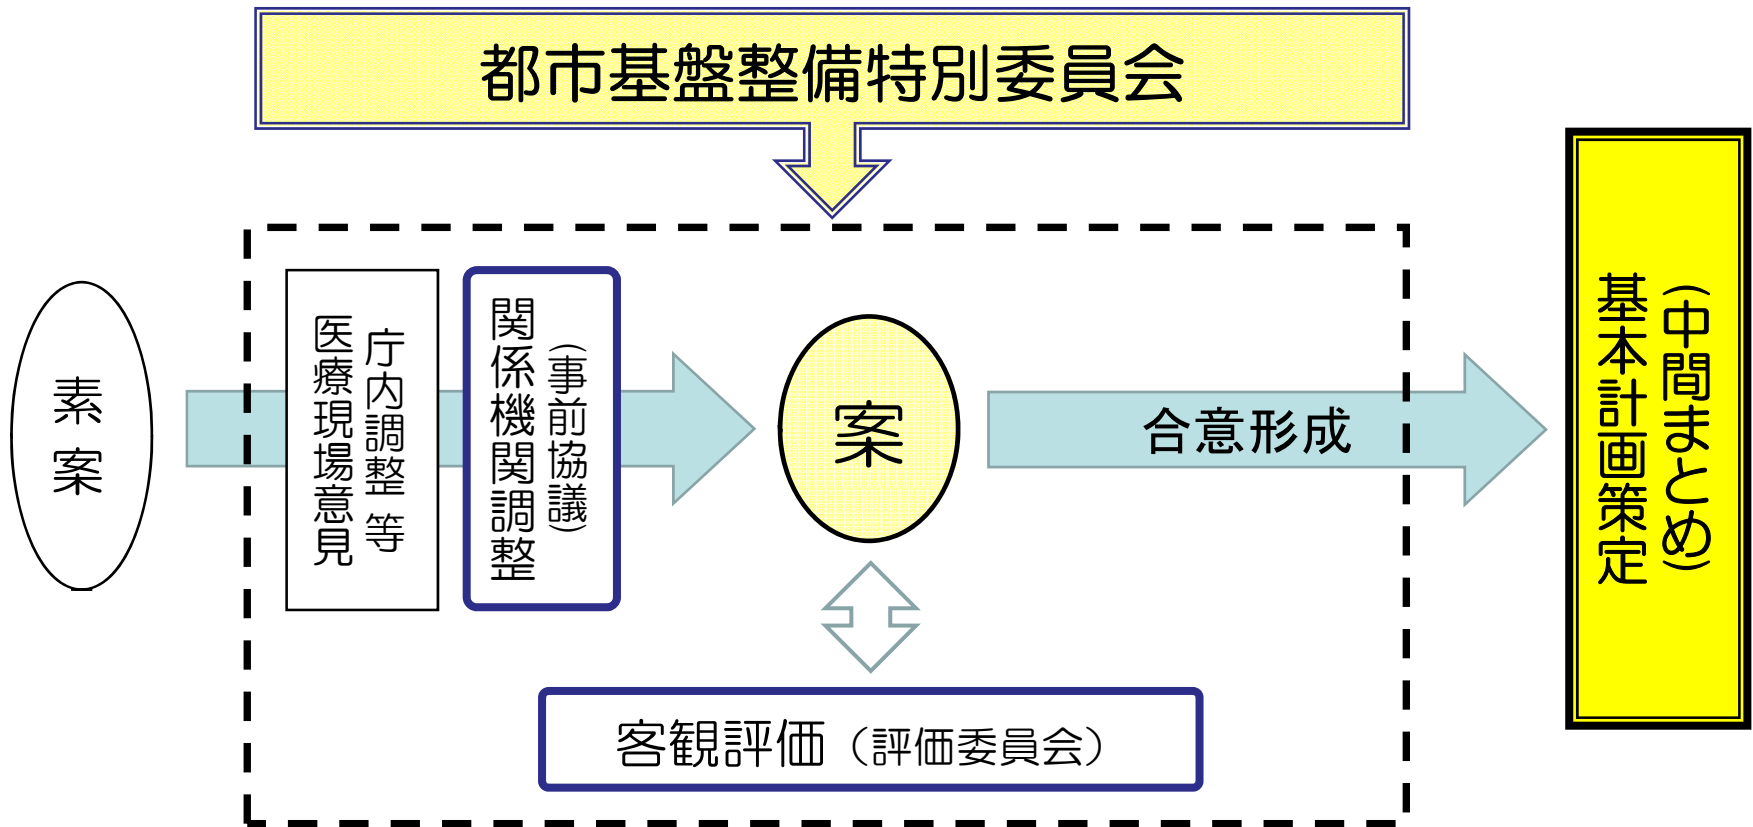 都市基盤整備特別委員会
素案
庁内調整 等
医療現場意見
(事前協議)
関係機関調整
案
合意形成
(中間まとめ)
基本計画策定
客観評価(評価委員会)